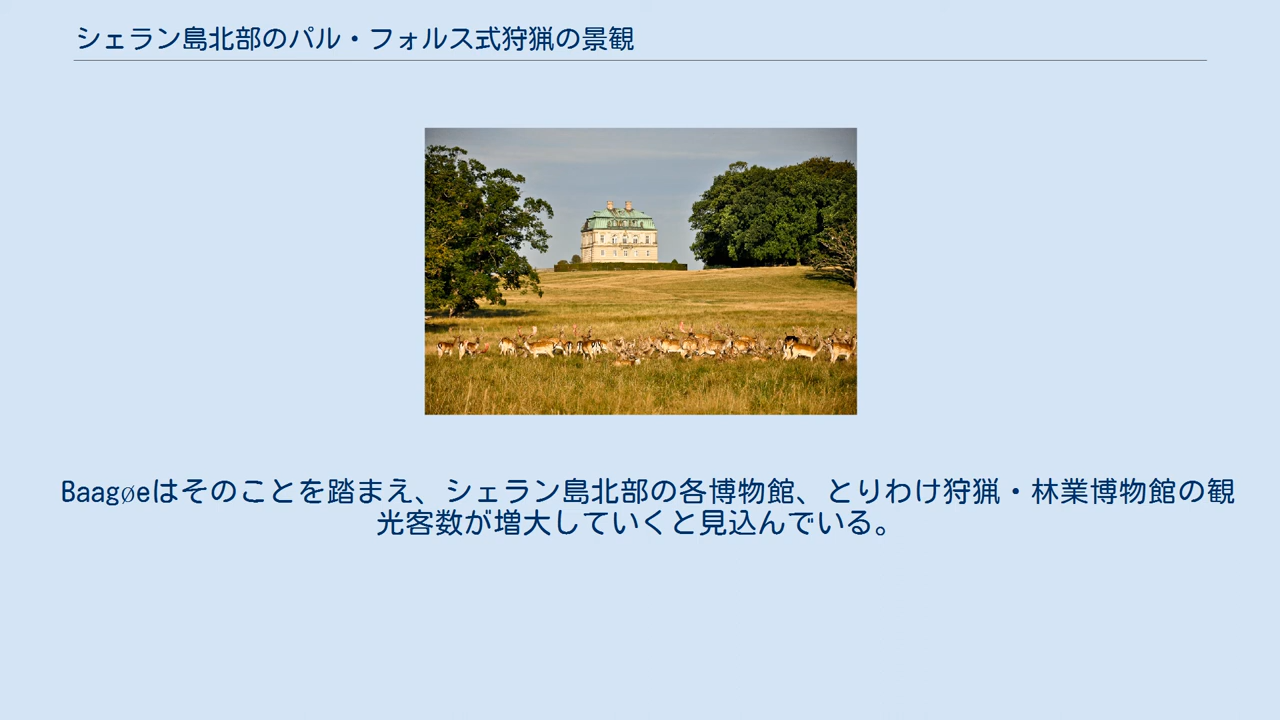 シェラン島北部のパル・フォルス式狩猟の景観
Baagøeはそのことを踏まえ、シェラン島北部の各博物館、とりわけ狩猟・林業博物館の観
光客数が増大していくと見込んでいる。